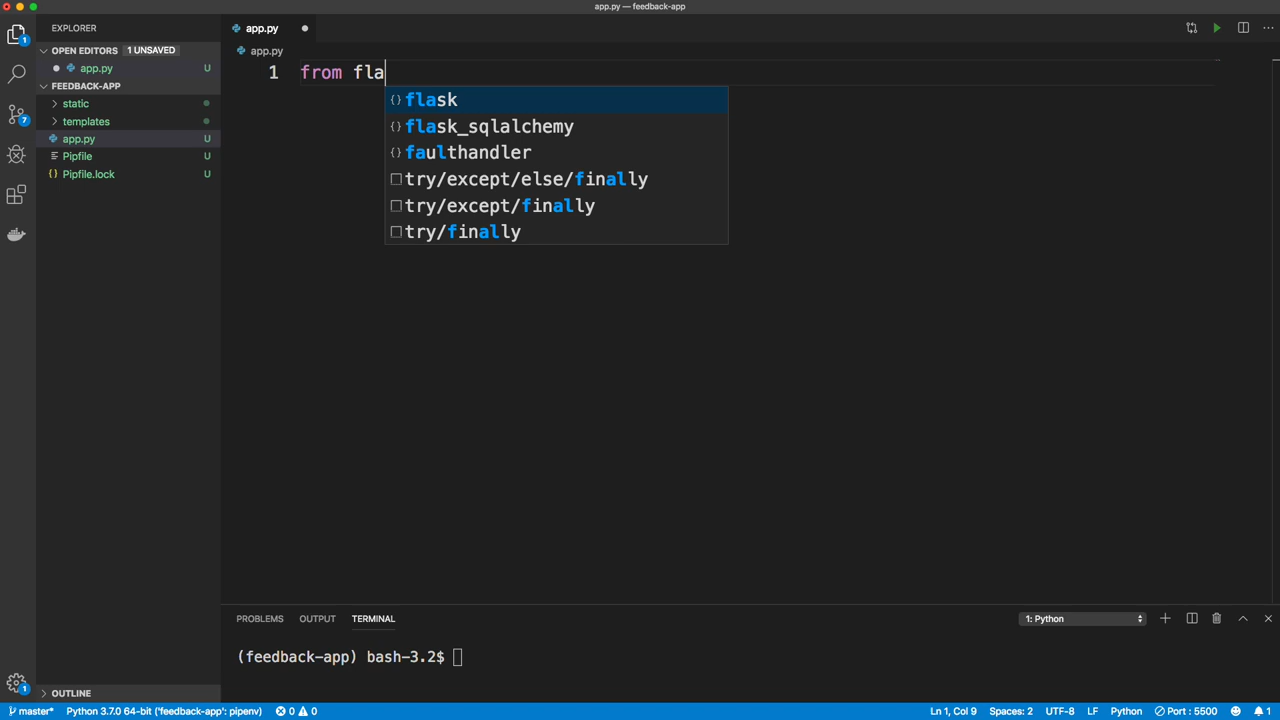 app.py — feedback-app
EXPLORER
OPEN EDITORS 1 UNSAVED
app.py U
FEEDBACK-APP
static
templates
app.py U
Pipfile U
Pipfile.lock U
OUTLINE
1
7
1
app.py
app.py
1 from fla
flask
flask_sqlalchemy
faulthandler
try/except/else/finally
try/except/finally
try/finally
PROBLEMS OUTPUT TERMINAL 1: Python
(feedback-app) bash-3.2$
master* Python 3.7.0 64-bit ('feedback-app': pipenv) 0 0 Ln 1, Col 9 Spaces: 2 UTF-8 LF Python Port : 5500 1